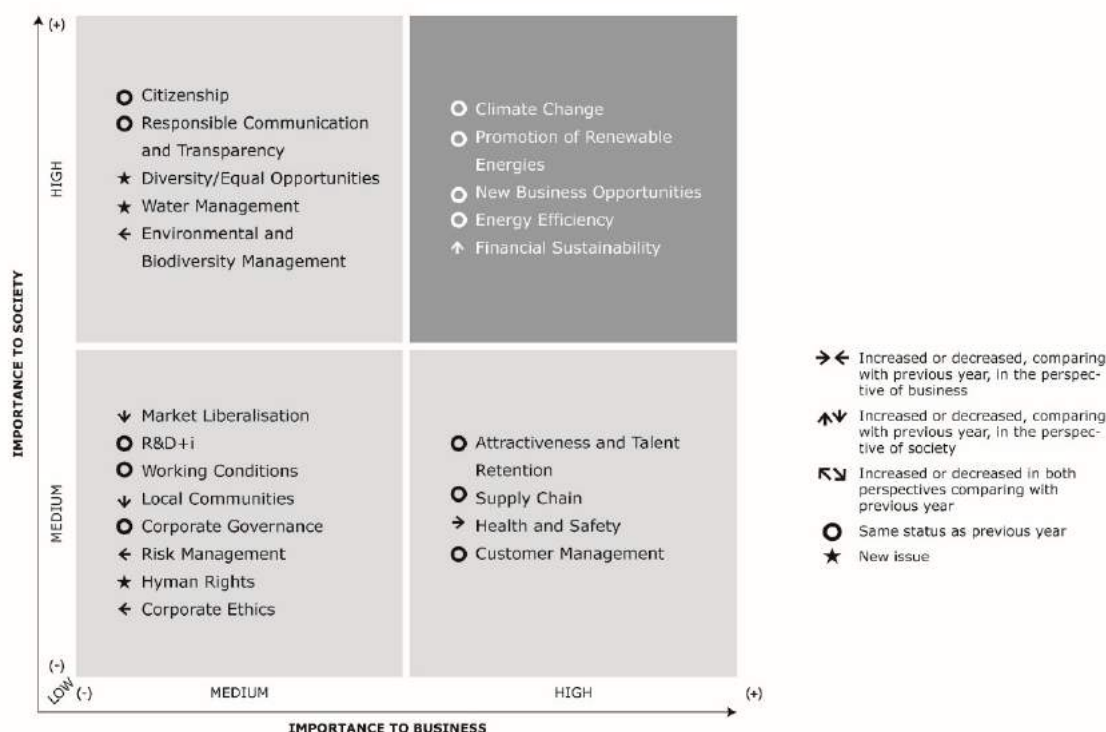 (+)
HIGH
IMPORTANCE TO SOCIETY
MEDIUM
(-)
LOW
(-)
MEDIUM
HIGH
(+)
IMPORTANCE TO BUSINESS
Citizenship
Responsible Communication
and Transparency
Diversity/Equal Opportunities
Water Management
Environmental and
Biodiversity Management
Climate Change
Promotion of Renewable
Energies
New Business Opportunities
Energy Efficiency
Financial Sustainability
Market Liberalisation
R&D+i
Working Conditions
Local Communities
Corporate Governance
Risk Management
Hyman Rights
Corporate Ethics
Attractiveness and Talent
Retention
Supply Chain
Health and Safety
Customer Management
Increased or decreased, comparing
with previous year, in the perspec-
tive of business
Increased or decreased, comparing
with previous year, in the perspec-
tive of society
Increased or decreased in both
perspectives comparing with
previous year
Same status as previous year
New issue